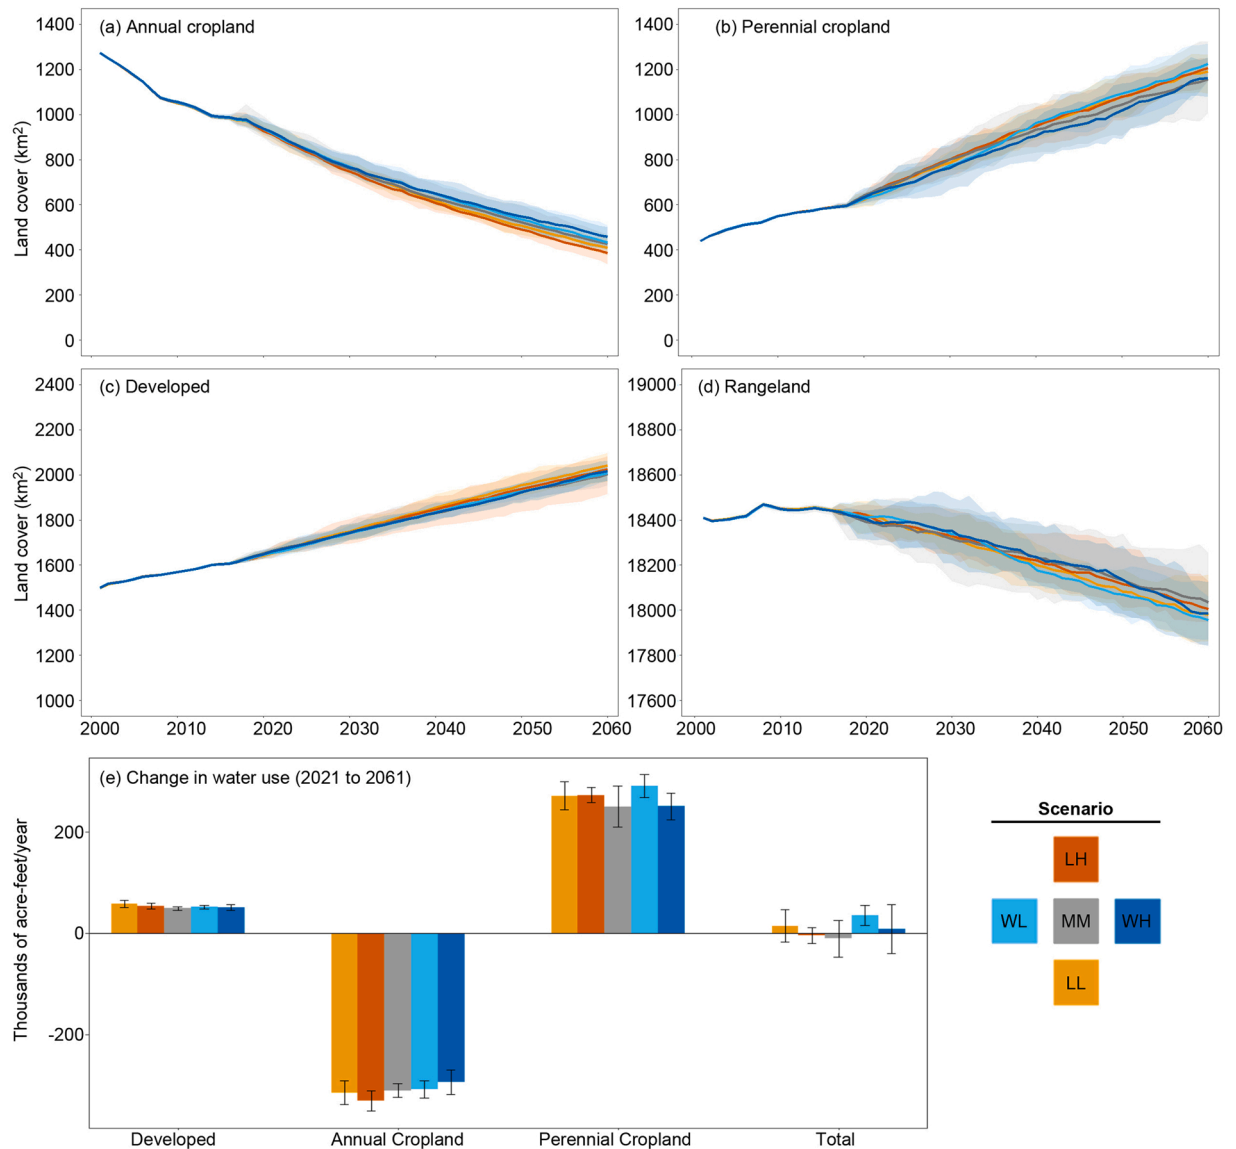 (a) Annual cropland
Land cover (km²)
1400
1200
1000
800
600
400
200
0
(b) Perennial cropland
1400
1200
1000
800
600
400
200
0
(c) Developed
Land cover (km²)
2400
2200
2000
1800
1600
1400
1200
1000
2000 2010 2020 2030 2040 2050 2060
(d) Rangeland
19000
18800
18600
18400
18200
18000
17800
17600
2000 2010 2020 2030 2040 2050 2060
(e) Change in water use (2021 to 2061)
Thousands of acre-feet/year
200
0
-200
Developed Annual Cropland Perennial Cropland Total
Scenario
LH
WL MM WH
LL